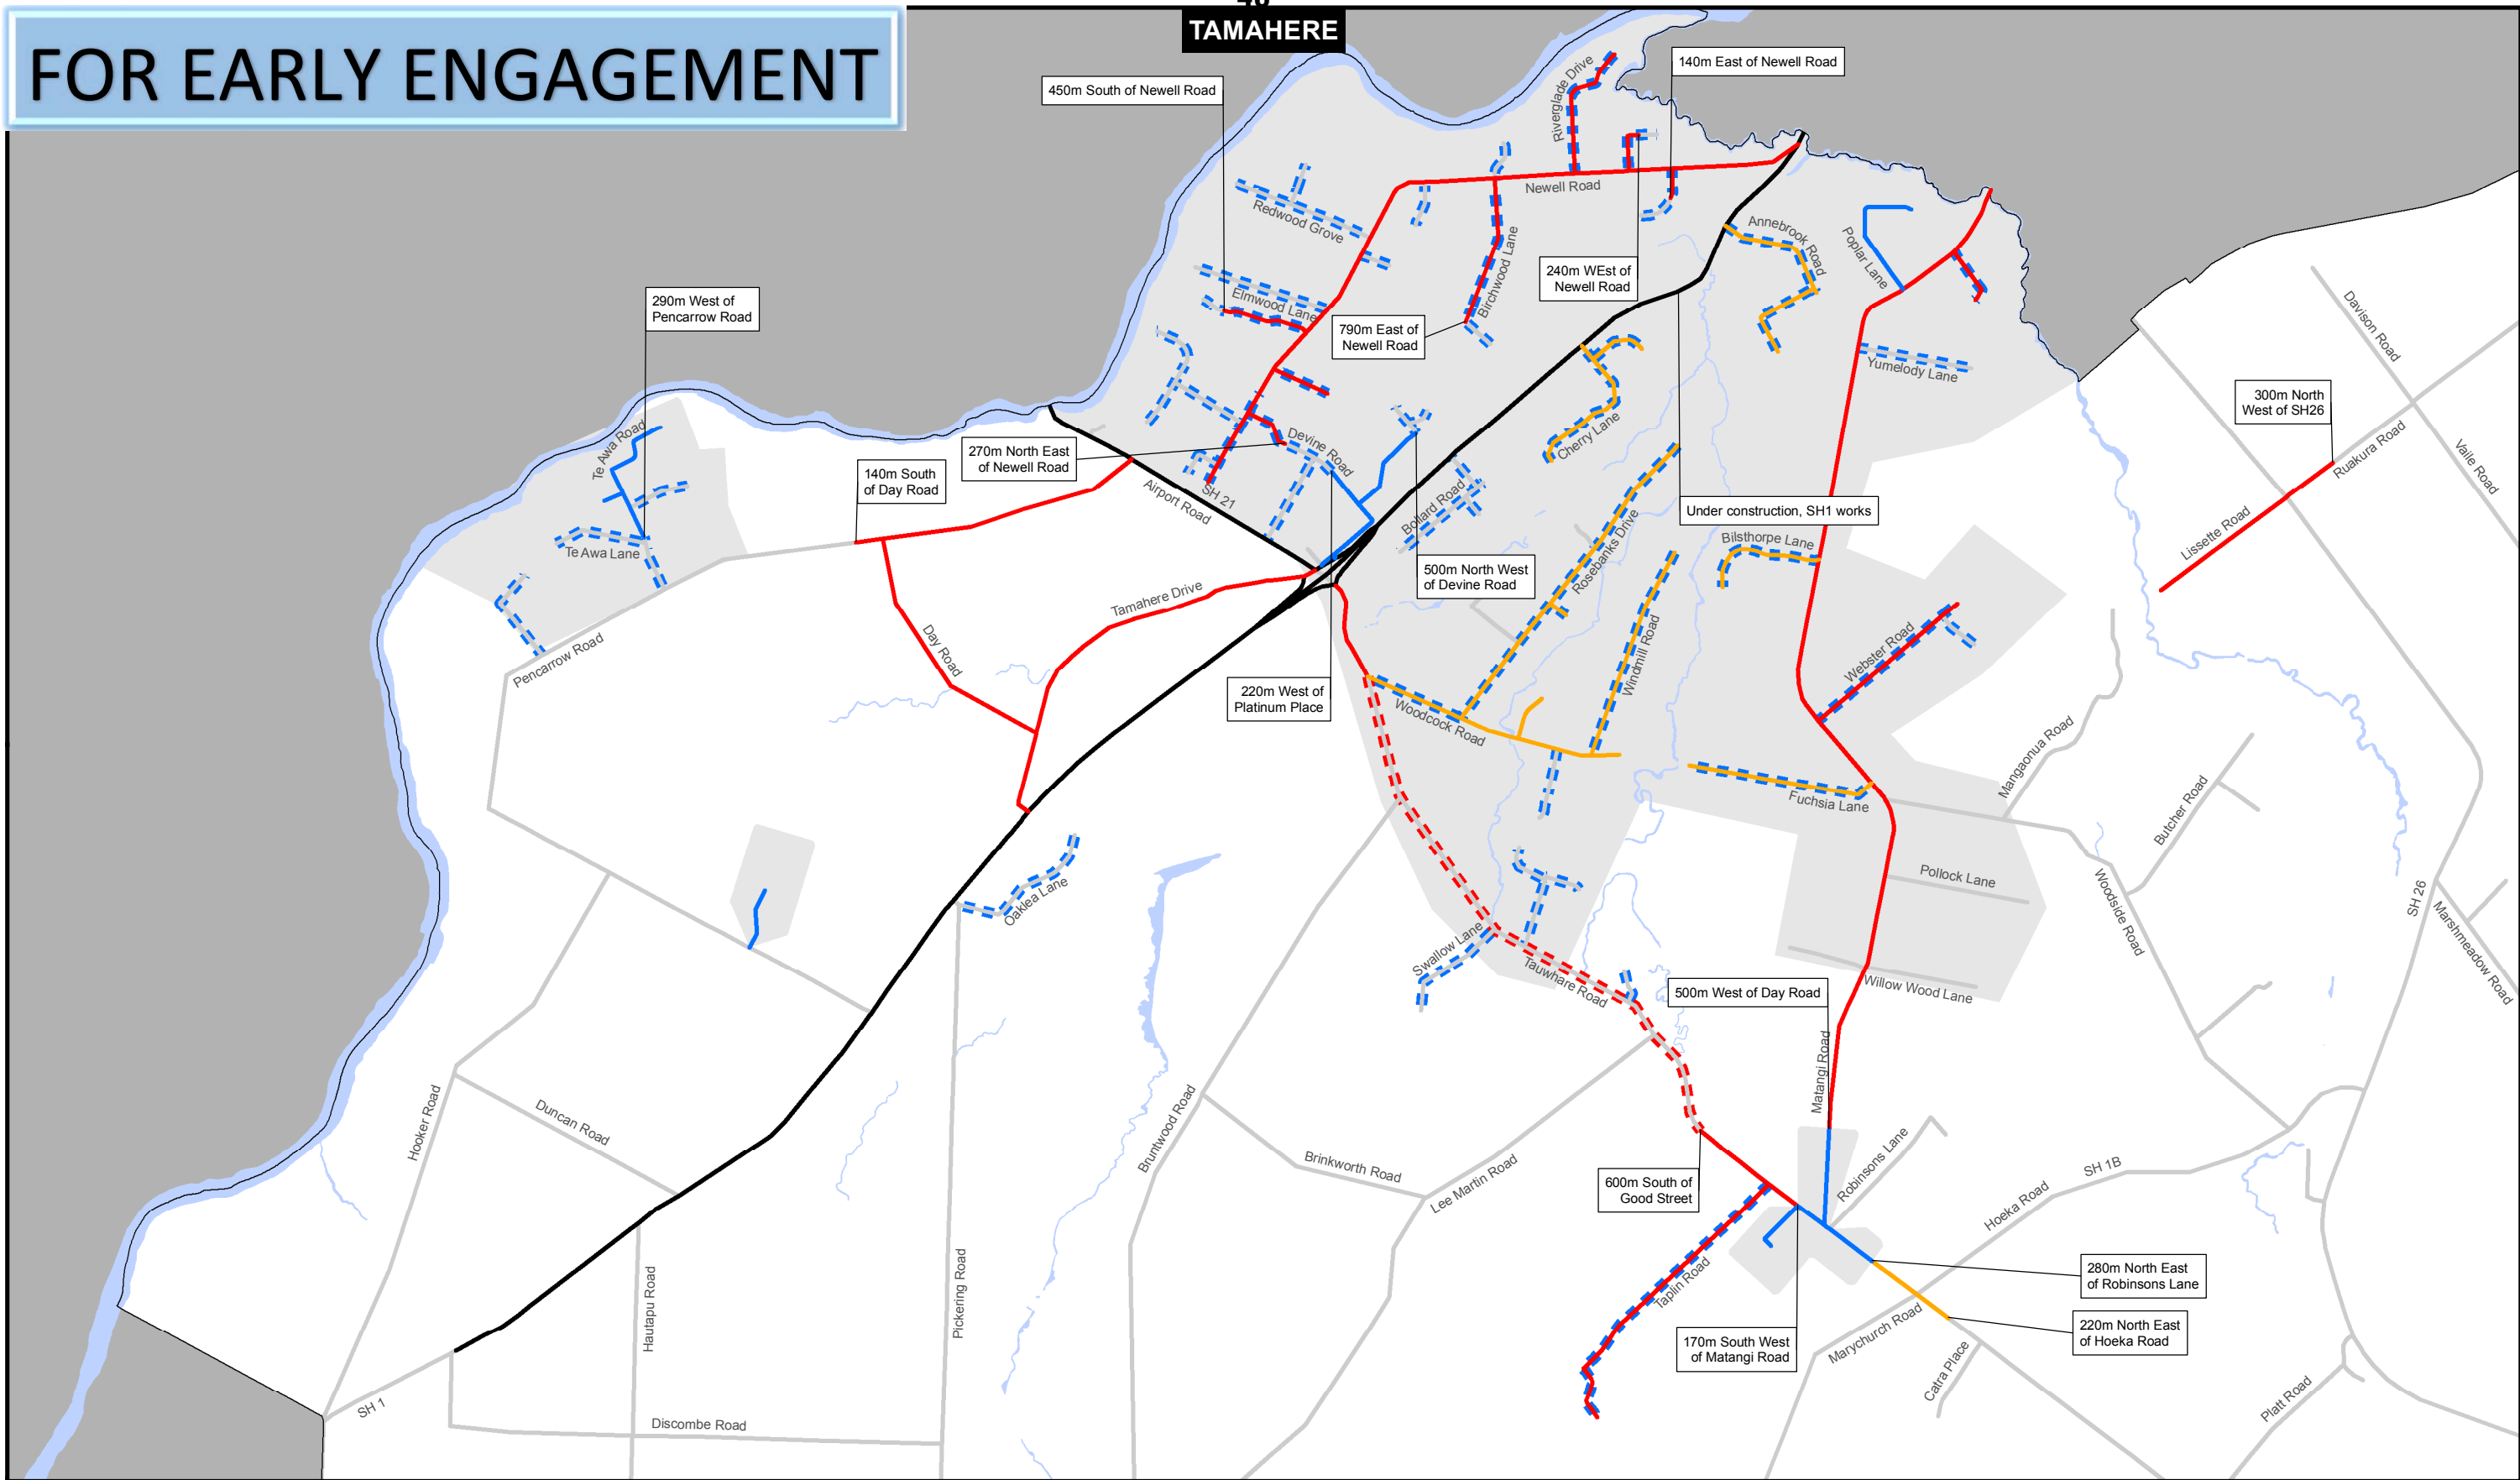 46
TAMAHERE
FOR EARLY ENGAGEMENT
140m East of Newell Road
450m South of Newell Road
Riverglade Drive
Newell Road
Redwood Grove
Annebrook Road
Poplar Lane
Birchwood Lane
240m WEst of
Newell Road
Elmwood Lane
290m West of
Pencarrow Road
790m East of
Newell Road
Davison Road
Yumelody Lane
300m North
West of SH26
Cherry Lane
Te Awa Road
Devine Road
270m North East
of Newell Road
Ruakura Road
Vaile Road
140m South
of Day Road
SH 21
Airport Road
Bollard Road
Under construction, SH1 works
Lissette Road
Te Awa Lane
Rosebanks Drive
Bilsthorpe Lane
500m North West
of Devine Road
Tamahere Drive
Day Road
Pencarrow Road
Windmill Road
Webster Road
220m West of
Platinum Place
Woodcock Road
Mangaonua Road
Butcher Road
Fuchsia Lane
Pollock Lane
Oaklea Lane
Woodside Road
SH 26
Marshmeadow Road
Swallow Lane
Tauwhare Road
Willow Wood Lane
500m West of Day Road
Matangi Road
Hooker Road
Duncan Road
Bruntwood Road
Brinkworth Road
Lee Martin Road
Robinsons Lane
SH 1B
Hoeka Road
600m South of
Good Street
Taplin Road
280m North East
of Robinsons Lane
Hautapu Road
Pickering Road
220m North East
of Hoeka Road
170m South West
of Matangi Road
Marychurch Road
Catra Place
Platt Road
SH 1
Discombe Road